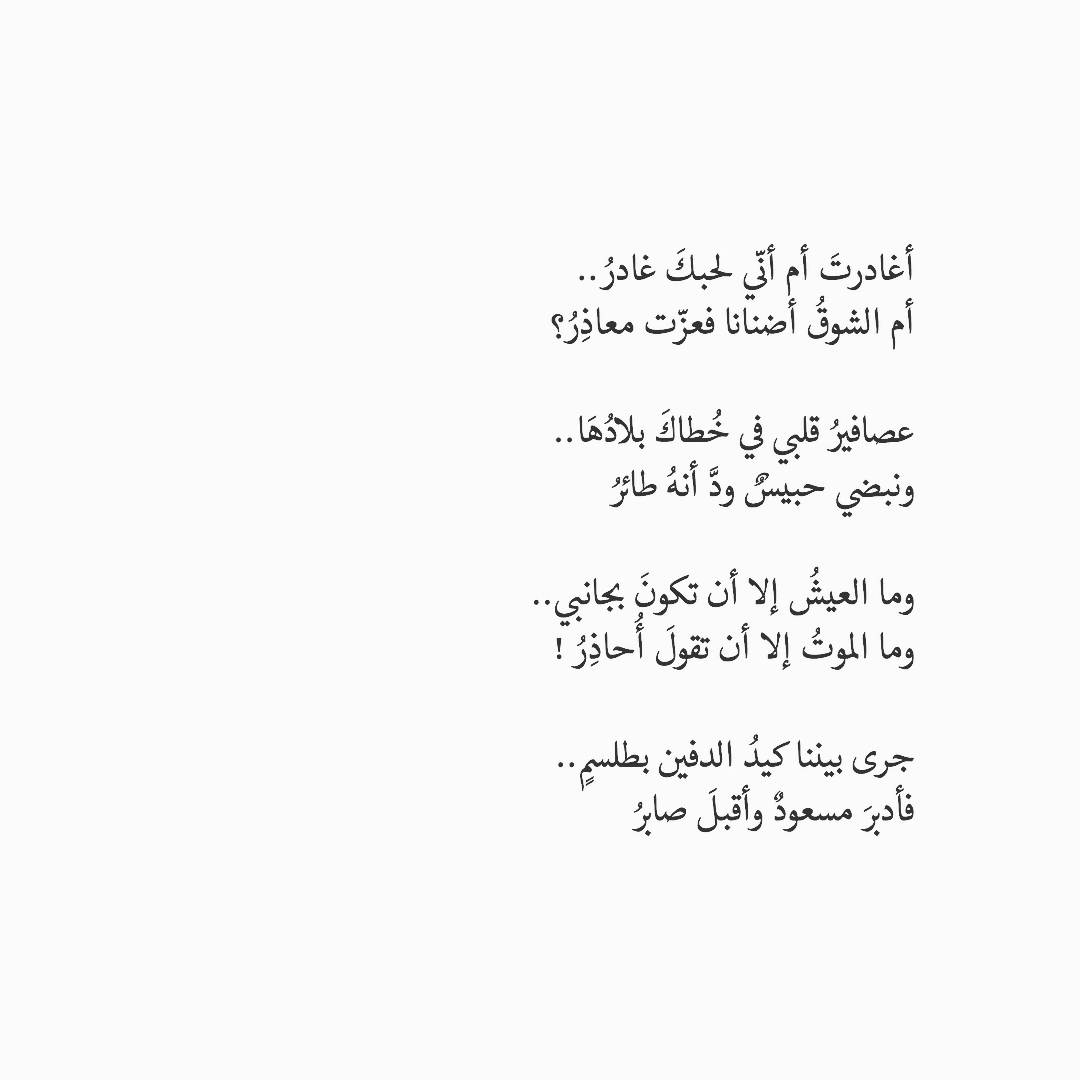 أغادرتَ أم أنّي لحبكَ غادرُ..
أم الشوقُ أضنانا فعزّت معاذِرُ؟
عصافيرُ قلبي في خُطاكَ بلادُهَا..
ونبضي حبيسٌ ودَّ أنهُ طائرُ
وما العيشُ إلا أن تكونَ بجانبي..
وما الموتُ إلا أن تقولَ أُحاذِرُ !
جرى بيننا كيدُ الدفين بطلسمٍ..
فأدبرَ مسعودٌ وأقبلَ صابرُ